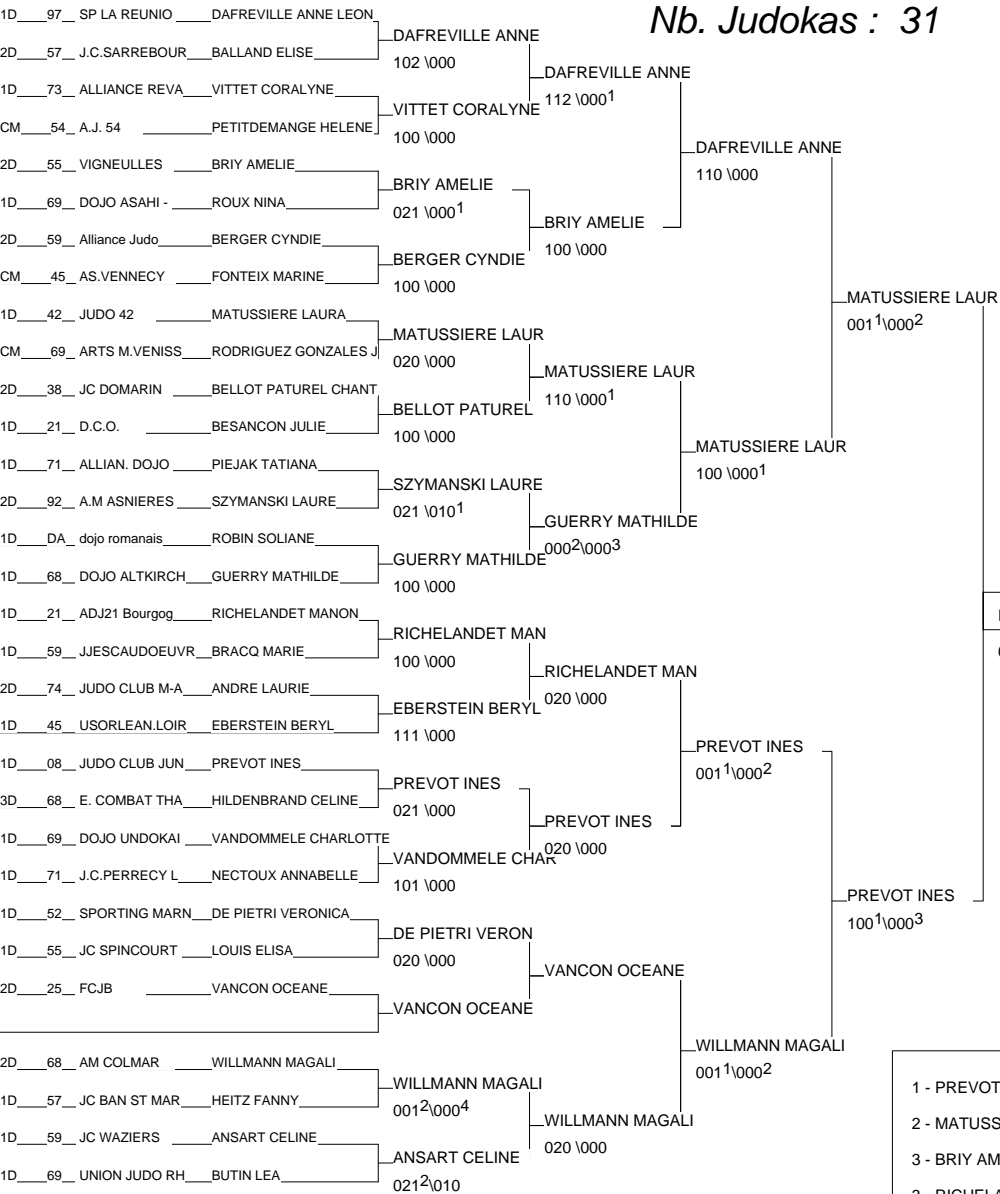 Nb. Judokas : 31
1D 97 SP LA REUNIO DAFREVILLE ANNE LEON
2D 57 J.C.SARREBOUR BALLAND ELISE
1D 73 ALLIANCE REVA VITTET CORALYNE
CM 54 A.J. 54 PETITDEMANGE HELENE
2D 55 VIGNEULLES BRIY AMELIE
1D 69 DOJO ASAHI - ROUX NINA
2D 59 Alliance Judo BERGER CYNDIE
CM 45 AS.VENNECY FONTEIX MARINE
1D 42 JUDO 42 MATUSSIERE LAURA
CM 69 ARTS M.VENISS RODRIGUEZ GONZALES J
2D 38 JC DOMARIN BELLOT PATUREL CHANT
1D 21 D.C.O. BESANCON JULIE
1D 71 ALLIAN. DOJO PIEJAK TATIANA
2D 92 A.M ASNIERES SZYMANSKI LAURE
1D DA dojo romanais ROBIN SOLIANE
1D 68 DOJO ALTKIRCH GUERRY MATHILDE
1D 21 ADJ21 Bourgog RICHELANDET MANON
1D 59 JJESCAUDOEUVR BRACQ MARIE
2D 74 JUDO CLUB M-A ANDRE LAURIE
1D 45 USORLEAN.LOIR EBERSTEIN BERYL
1D 08 JUDO CLUB JUN PREVOT INES
3D 68 E. COMBAT THA HILDENBRAND CELINE
1D 69 DOJO UNDOKAI VANDOMMELE CHARLOTTE
1D 71 J.C.PERRECY L NECTOUX ANNABELLE
1D 52 SPORTING MARN DE PIETRI VERONICA
1D 55 JC SPINCOURT LOUIS ELISA
2D 25 FCJB VANCON OCEANE
2D 68 AM COLMAR WILLMANN MAGALI
1D 57 JC BAN ST MAR HEITZ FANNY
1D 59 JC WAZIERS ANSART CELINE
1D 69 UNION JUDO RH BUTIN LEA
DAFREVILLE ANNE
102 \000
VITTET CORALYNE
100 \000
BRIY AMELIE
021 \000¹
BERGER CYNDIE
100 \000
MATUSSIERE LAUR
020 \000
BELLOT PATUREL
100 \000
SZYMANSKI LAURE
021 \010¹
GUERRY MATHILDE
100 \000
RICHELANDET MAN
100 \000
EBERSTEIN BERYL
111 \000
PREVOT INES
021 \000
VANDOMMELE CHAR
101 \000
DE PIETRI VERON
020 \000
VANCON OCEANE
WILLMANN MAGALI
001²\000⁴
ANSART CELINE
021²\010
DAFREVILLE ANNE
112 \000¹
BRIY AMELIE
100 \000
MATUSSIERE LAUR
110 \000¹
GUERRY MATHILDE
000²\000³
RICHELANDET MAN
020 \000
PREVOT INES
020 \000
VANCON OCEANE
WILLMANN MAGALI
020 \000
DAFREVILLE ANNE
110 \000
MATUSSIERE LAUR
100 \000¹
PREVOT INES
001¹\000²
WILLMANN MAGALI
001¹\000²
MATUSSIERE LAUR
001¹\000²
PREVOT INES
100¹\000³
1 - PREVOT
2 - MATUSS
3 - BRIY AM